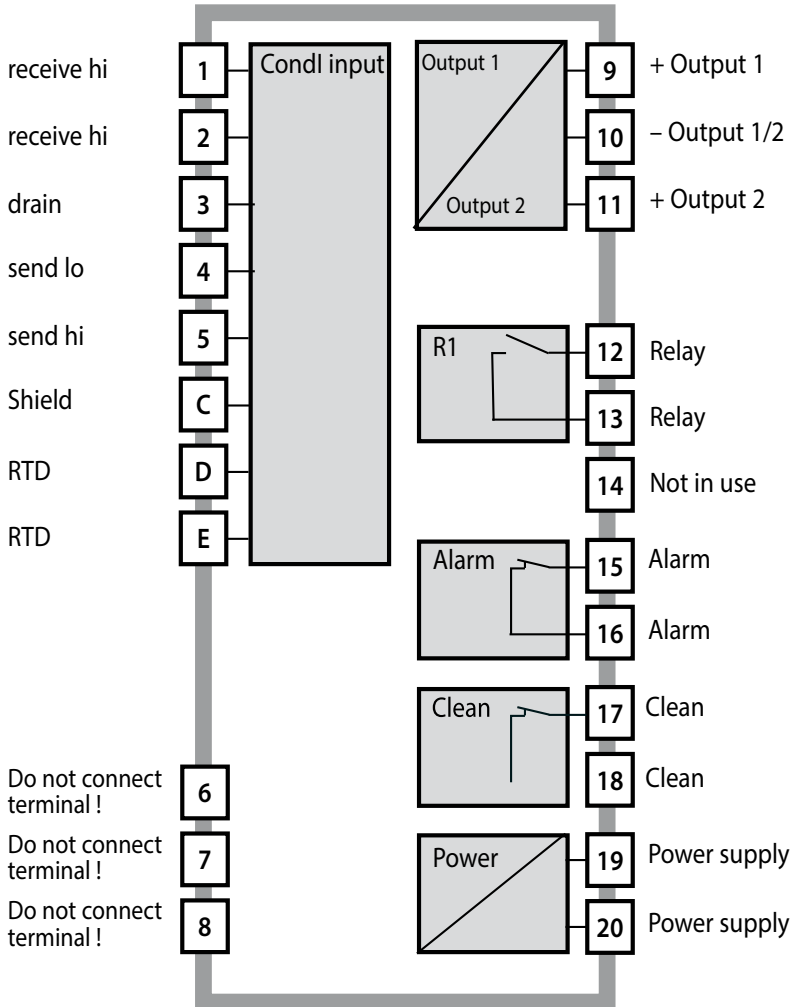 receive hi
1
Condl input
receive hi
2
drain
3
send lo
4
send hi
5
Shield
C
RTD
D
RTD
E
Do not connect
terminal !
6
Do not connect
terminal !
7
Do not connect
terminal !
8
Output 1
Output 2
9
+ Output 1
10
– Output 1/2
11
+ Output 2
R1
12
Relay
13
Relay
14
Not in use
Alarm
15
Alarm
16
Alarm
Clean
17
Clean
18
Clean
Power
19
Power supply
20
Power supply